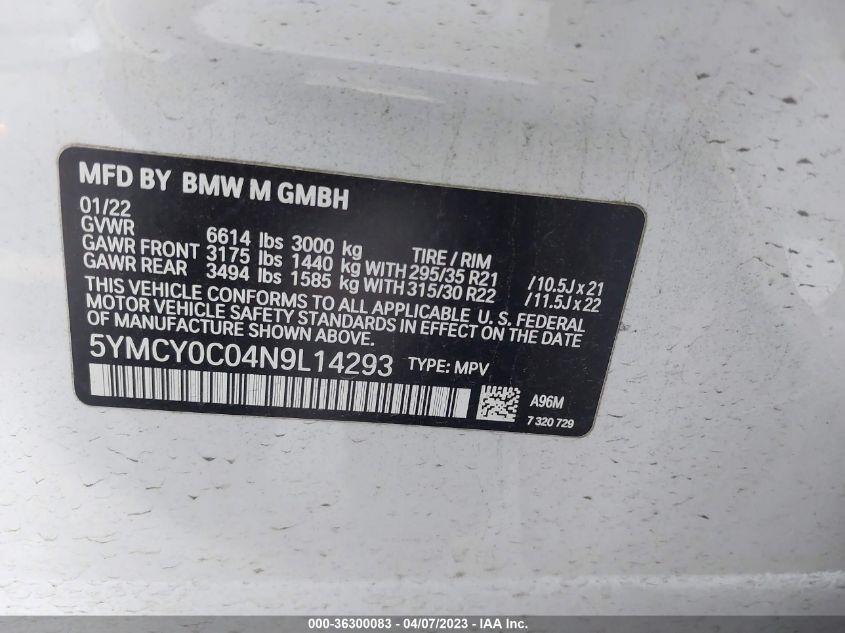 MFD BY BMW M GMBH
01/22
GVWR 6614 lbs 3000 kg TIRE / RIM
GAWR FRONT 3175 lbs 1440 kg WITH 295/35 R21 /10.5J x 21
GAWR REAR 3494 lbs 1585 kg WITH 315/30 R22 /11.5J x 22
THIS VEHICLE CONFORMS TO ALL APPLICABLE U. S. FEDERAL
MOTOR VEHICLE SAFETY STANDARDS IN EFFECT ON THE DATE OF
MANUFACTURE SHOWN ABOVE.
5YMCY0C04N9L14293 TYPE: MPV
A96M
7 320 729
000-36300083 - 04/07/2023 - IAA Inc.